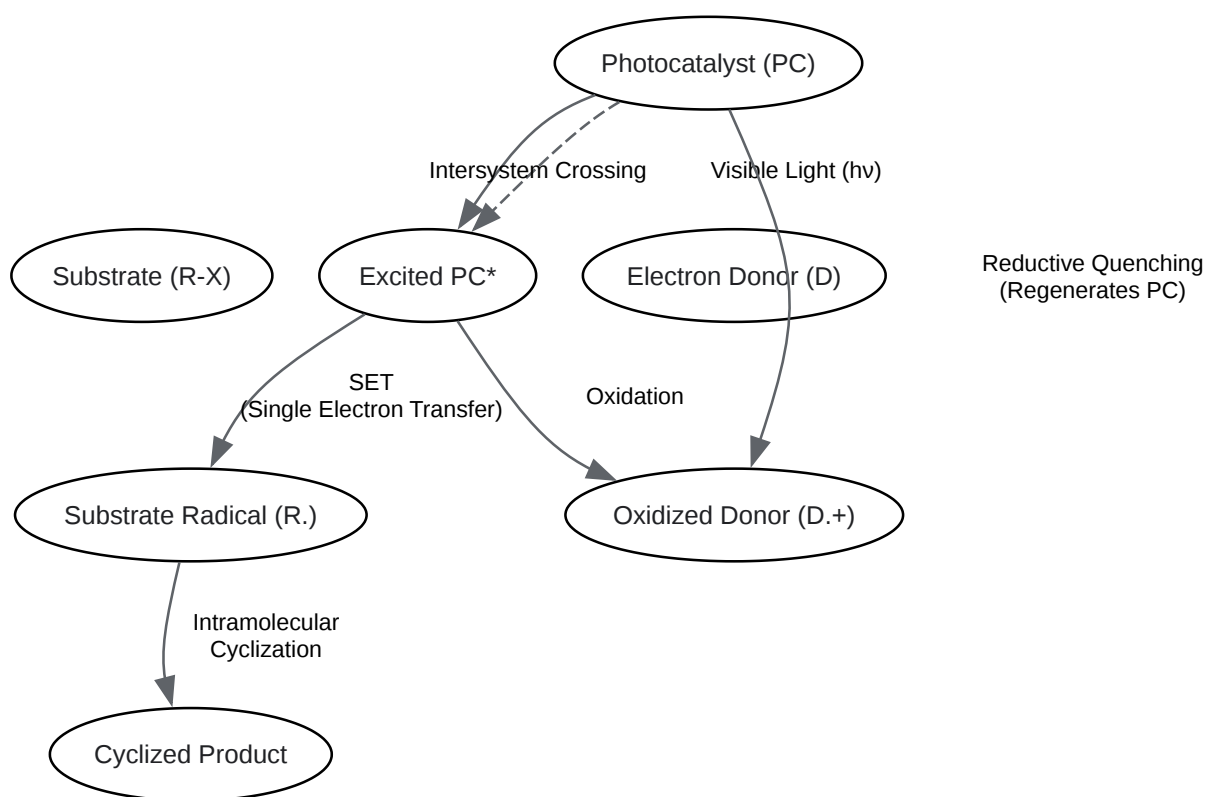 Photocatalyst (PC)
Intersystem Crossing
Visible Light (hν)
Substrate (R-X)
Excited PC*
Electron Donor (D)
Reductive Quenching
(Regenerates PC)
SET
(Single Electron Transfer)
Oxidation
Substrate Radical (R.)
Oxidized Donor (D.+)
Intramolecular
Cyclization
Cyclized Product